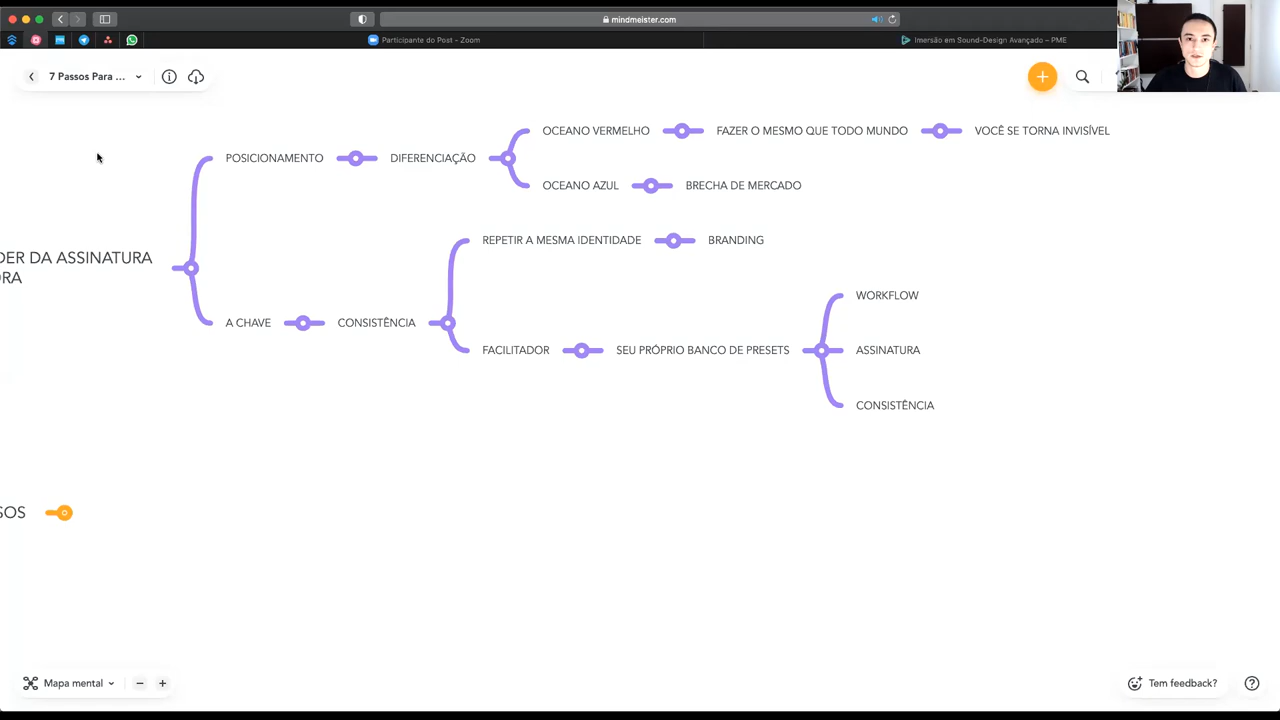 mindmeister.com
Participante do Post - Zoom
Imersão em Sound-Design Avançado – PME
7 Passos Para ...
OCEANO VERMELHO
FAZER O MESMO QUE TODO MUNDO
VOCÊ SE TORNA INVISÍVEL
POSICIONAMENTO
DIFERENCIAÇÃO
OCEANO AZUL
BRECHA DE MERCADO
REPETIR A MESMA IDENTIDADE
BRANDING
DER DA ASSINATURA
ORA
WORKFLOW
A CHAVE
CONSISTÊNCIA
FACILITADOR
SEU PRÓPRIO BANCO DE PRESETS
ASSINATURA
CONSISTÊNCIA
SOS
Mapa mental
Tem feedback?